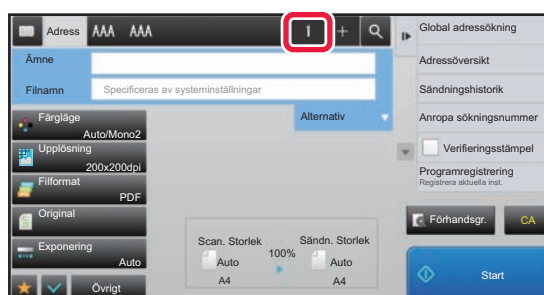 Adress AAA AAA 1 +
Ämne
Filnamn Specificeras av systeminställningar
Alternativ
Färgläge
Auto/Mono2
Upplösning
200x200dpi
Filformat
PDF
Original
Exponering
Auto
Övrigt
Scan. Storlek 100% Sändn. Storlek
Auto Auto
A4 A4
Global adressökning
Adressöversikt
Sändningshistorik
Anropa sökningsnummer
Verifieringsstämpel
Programregistrering
Registrera aktuella inst.
Förhandsgr. CA
Start